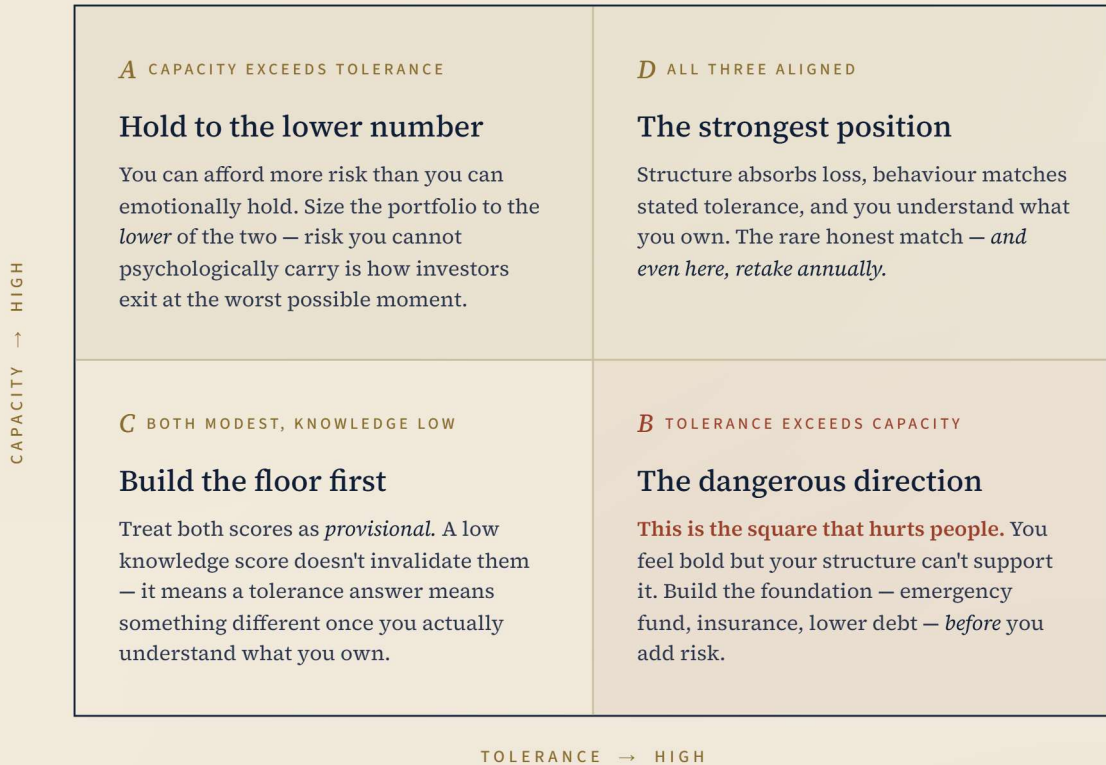 A CAPACITY EXCEEDS TOLERANCE
Hold to the lower number
You can afford more risk than you can
emotionally hold. Size the portfolio to the
lower of the two — risk you cannot
psychologically carry is how investors
exit at the worst possible moment.
D ALL THREE ALIGNED
The strongest position
Structure absorbs loss, behaviour matches
stated tolerance, and you understand what
you own. The rare honest match — and
even here, retake annually.
CAPACITY → HIGH
C BOTH MODEST, KNOWLEDGE LOW
Build the floor first
Treat both scores as provisional. A low
knowledge score doesn't invalidate them
— it means a tolerance answer means
something different once you actually
understand what you own.
B TOLERANCE EXCEEDS CAPACITY
The dangerous direction
This is the square that hurts people. You
feel bold but your structure can't support
it. Build the foundation — emergency
fund, insurance, lower debt — before you
add risk.
TOLERANCE → HIGH